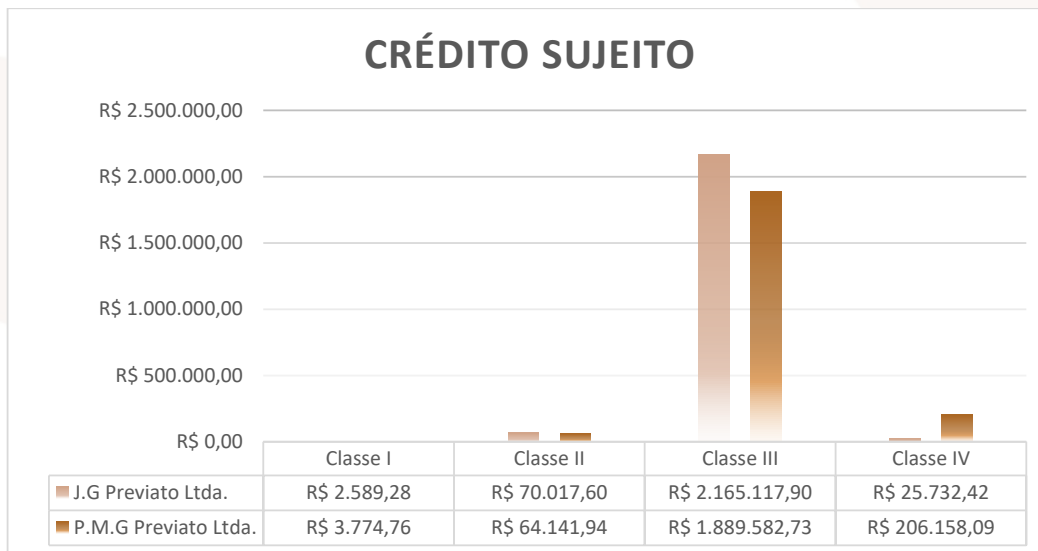 CRÉDITO SUJEITO
R$ 2.500.000,00
R$ 2.000.000,00
R$ 1.500.000,00
R$ 1.000.000,00
R$ 500.000,00
R$ 0,00
Classe I Classe II Classe III Classe IV
J.G Previato Ltda. R$ 2.589,28 R$ 70.017,60 R$ 2.165.117,90 R$ 25.732,42
P.M.G Previato Ltda. R$ 3.774,76 R$ 64.141,94 R$ 1.889.582,73 R$ 206.158,09